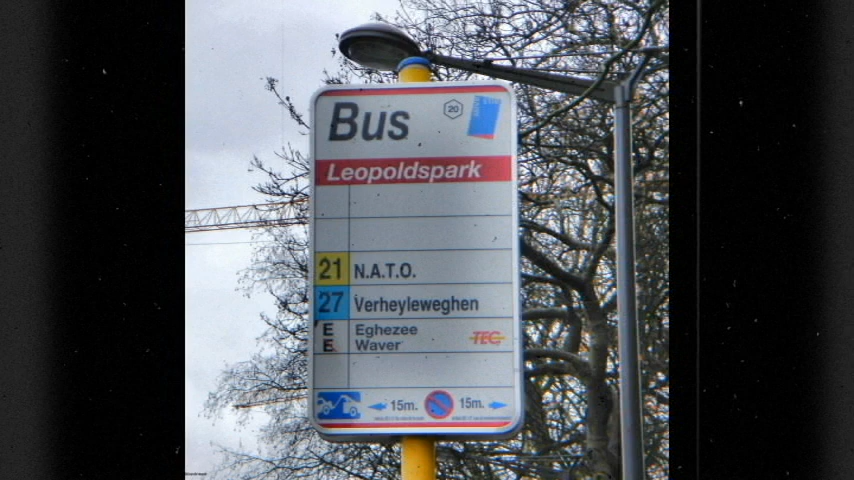 Bus 20
Leopoldspark
21 N.A.T.O.
27 Verheyleweghen
E Eghezee
E Waver
TEC
15m. 15m.